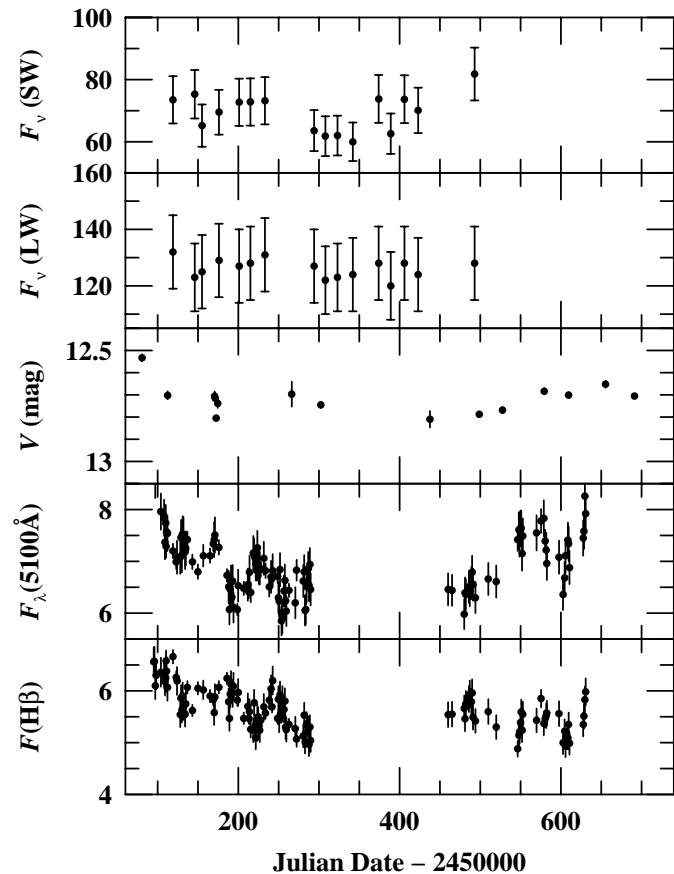 100
80
60
F_ν (SW)
160
140
120
F_ν (LW)
12.5
13
V (mag)
8
6
F_λ(5100Å)
6
4
F(Hβ)
200
400
600
Julian Date − 2450000